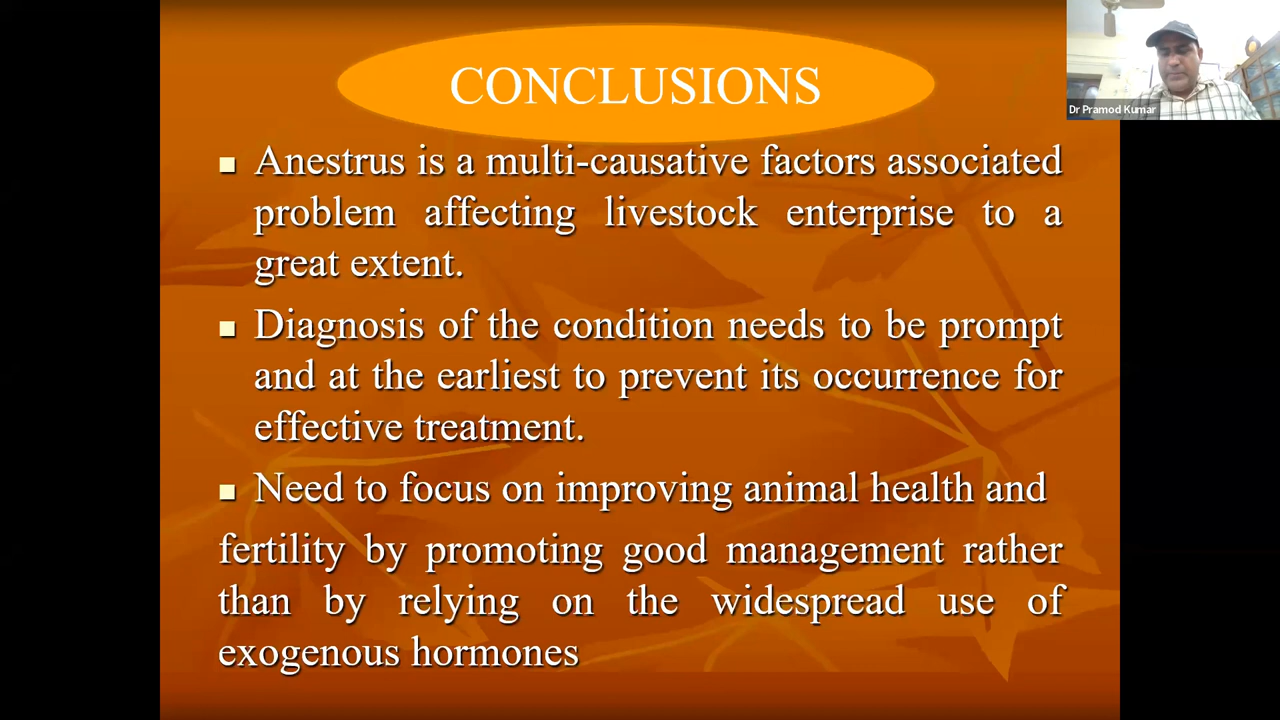 CONCLUSIONS
Dr Pramod Kumar
Anestrus is a multi-causative factors associated
problem affecting livestock enterprise to a
great extent.
Diagnosis of the condition needs to be prompt
and at the earliest to prevent its occurrence for
effective treatment.
Need to focus on improving animal health and
fertility by promoting good management rather
than by relying on the widespread use of
exogenous hormones